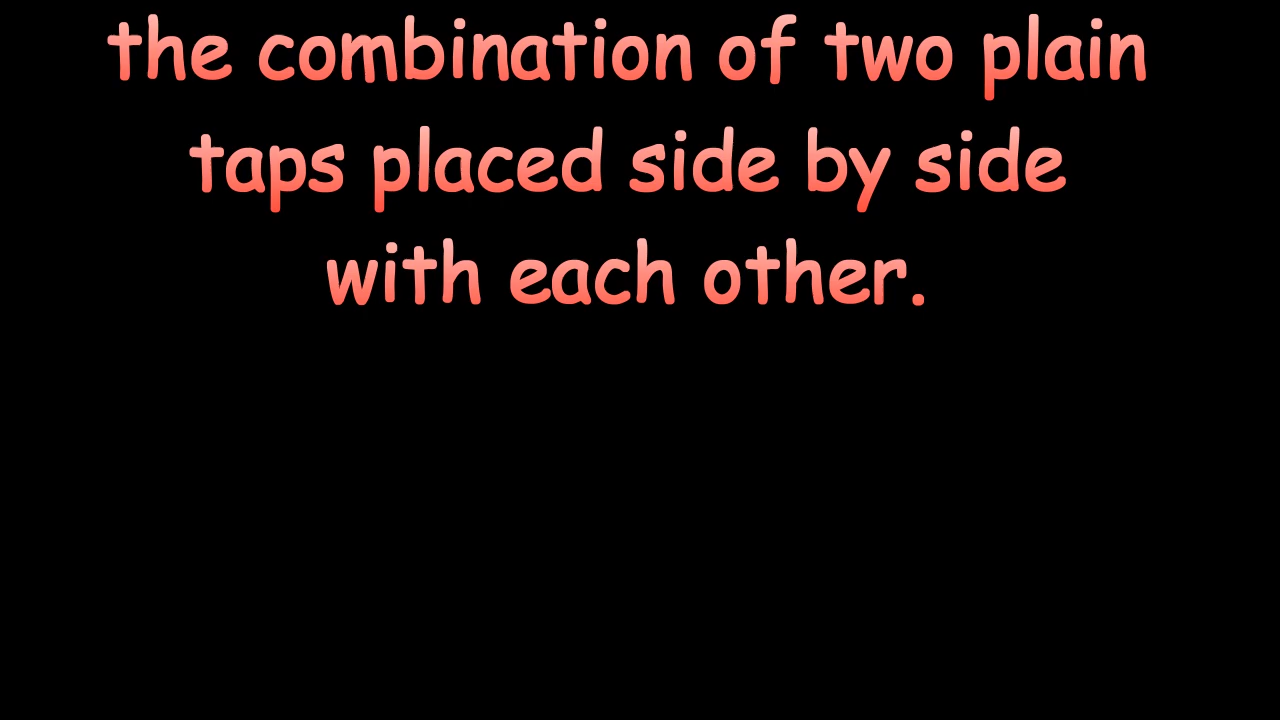 the combination of two plain
taps placed side by side
with each other.